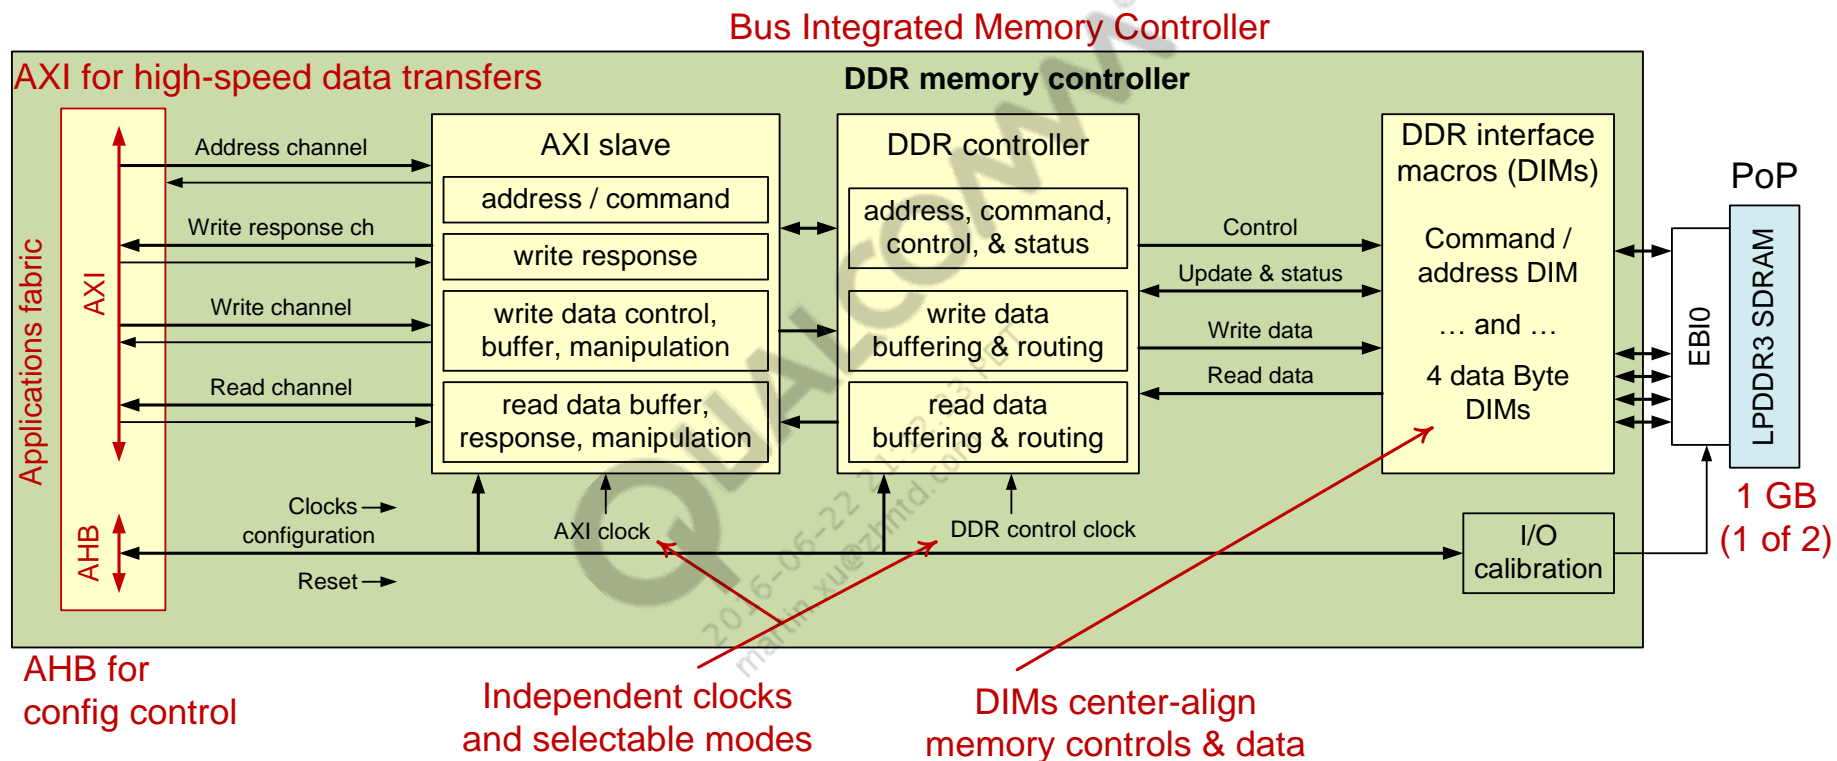 Bus Integrated Memory Controller
AXI for high-speed data transfers
DDR memory controller
Applications fabric
AXI
AHB
Address channel
Write response ch
Write channel
Read channel
Clocks
configuration
Reset
AXI slave
address / command
write response
write data control,
buffer, manipulation
read data buffer,
response, manipulation
AXI clock
DDR controller
address, command,
control, & status
write data
buffering & routing
read data
buffering & routing
DDR control clock
Control
Update & status
Write data
Read data
DDR interface
macros (DIMs)
Command /
address DIM
… and …
4 data Byte
DIMs
I/O
calibration
EBI0
PoP
LPDDR3 SDRAM
1 GB
(1 of 2)
AHB for
config control
Independent clocks
and selectable modes
DIMs center-align
memory controls & data
QUALCOMM